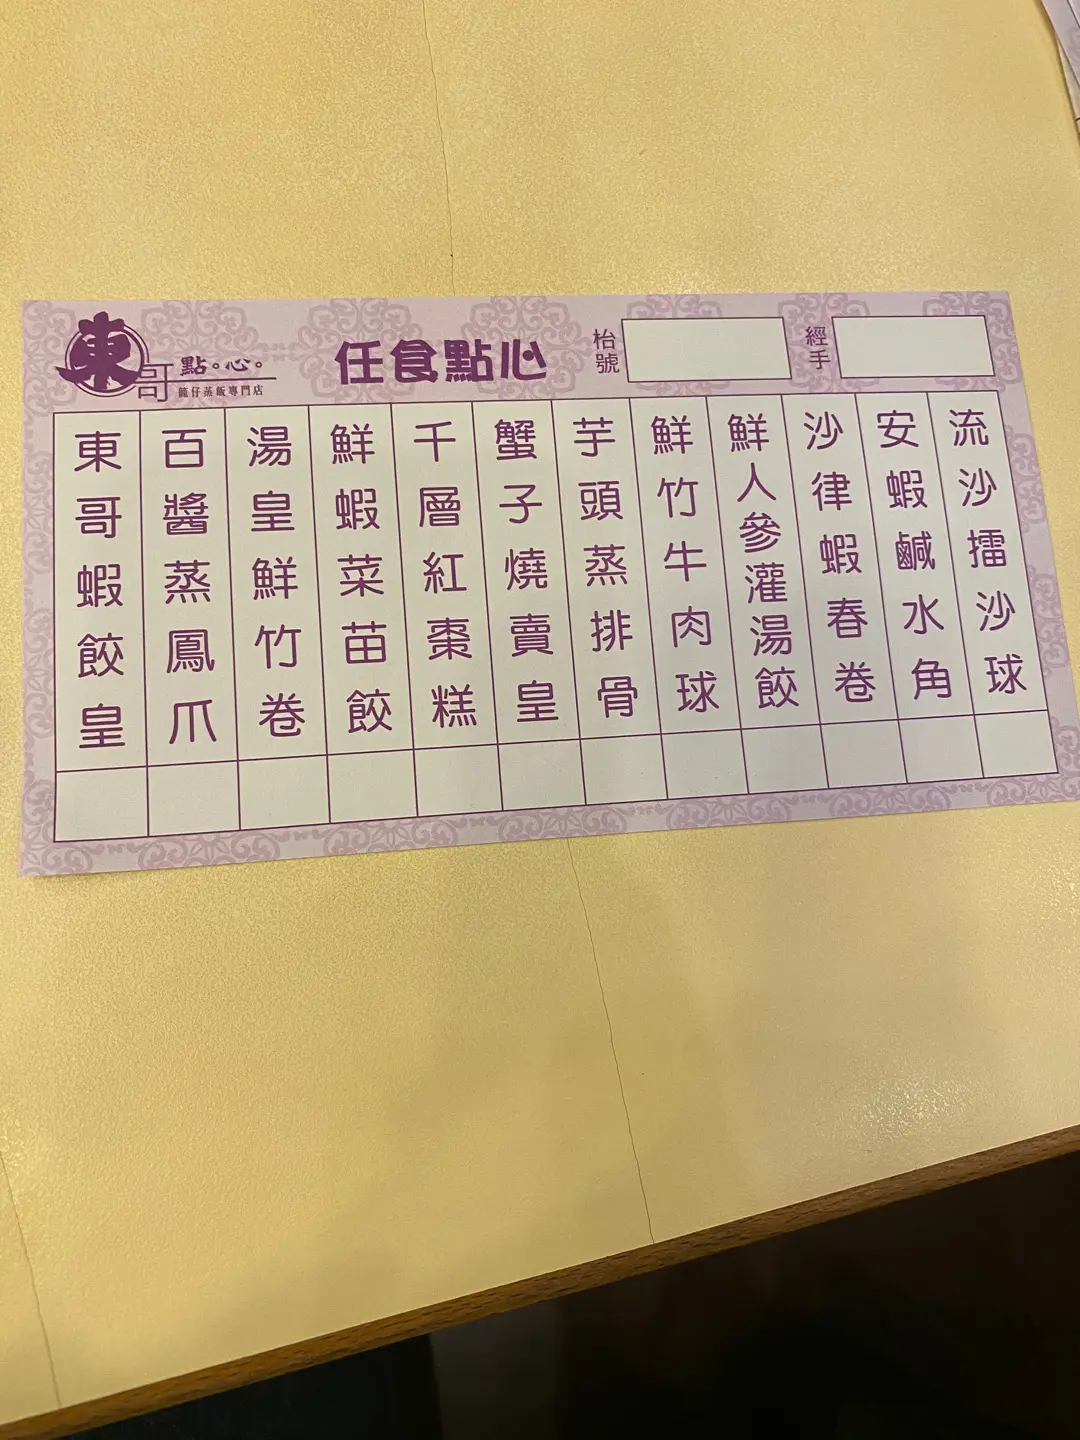 東哥 點。心。
籠仔蒸飯專門店
任食點心
枱號
經手
東哥蝦餃皇
百醬蒸鳳爪
湯皇鮮竹卷
鮮蝦菜苗餃
千層紅棗糕
蟹子燒賣皇
芋頭蒸排骨
鮮竹牛肉球
鮮人參灌湯餃
沙律蝦春卷
安蝦鹹水角
流沙擂沙球